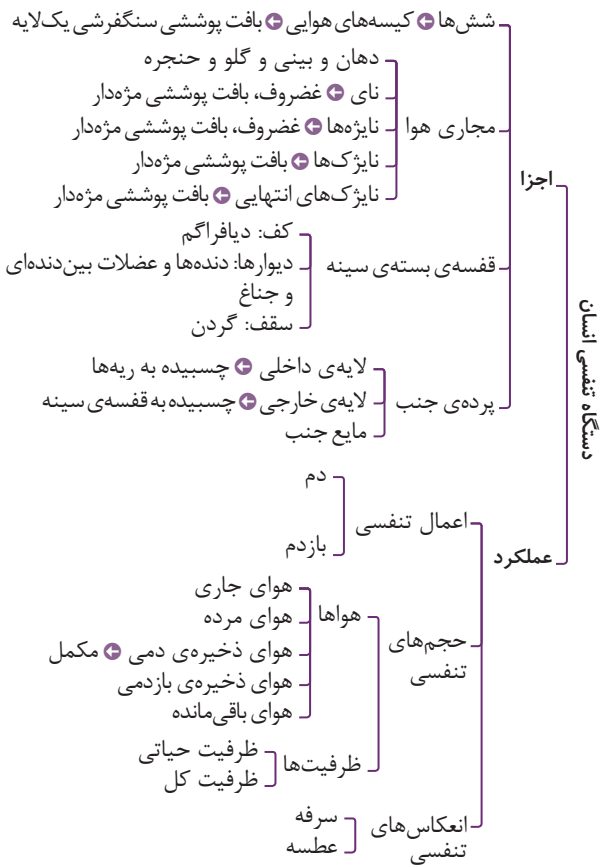 دستگاه تنفسی انسان
اجزا
شش‌ها ← کیسه‌های هوایی ← بافت پوششی سنگفرشی یک‌لایه
مجاری هوا
دهان و بینی و گلو و حنجره
نای ← غضروف، بافت پوششی مژه‌دار
نایژه‌ها ← غضروف، بافت پوششی مژه‌دار
نایژک‌ها ← بافت پوششی مژه‌دار
نایژک‌های انتهایی ← بافت پوششی مژه‌دار
قفسه‌ی بسته‌ی سینه
کف: دیافراگم
دیوارها: دنده‌ها و عضلات بین‌دنده‌ای
و جناغ
سقف: گردن
پرده‌ی جنب
لایه‌ی داخلی ← چسبیده به ریه‌ها
لایه‌ی خارجی ← چسبیده به قفسه‌ی سینه
مایع جنب
عملکرد
اعمال تنفسی
دم
بازدم
حجم‌های
تنفسی
هواها
هوای جاری
هوای مرده
هوای ذخیره‌ی دمی ← مکمل
هوای ذخیره‌ی بازدمی
هوای باقی‌مانده
ظرفیت‌ها
ظرفیت حیاتی
ظرفیت کل
انعکاس‌های
تنفسی
سرفه
عطسه